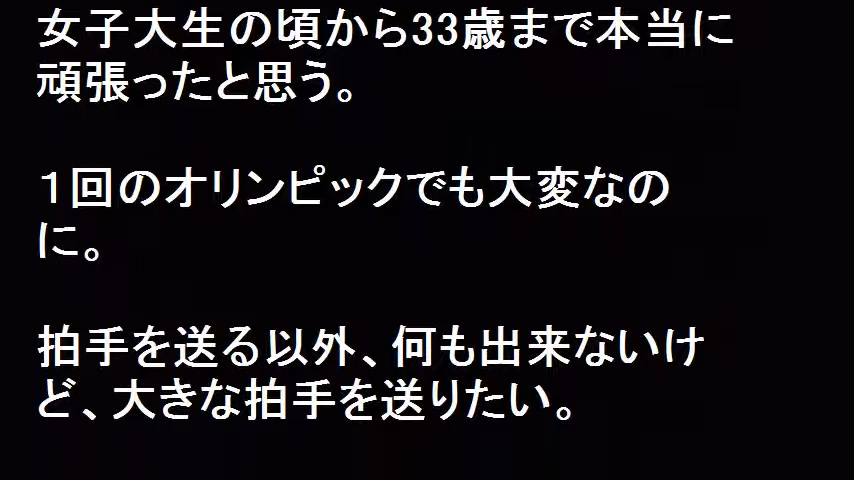 女子大生の頃から33歳まで本当に
頑張ったと思う。
１回のオリンピックでも大変なの
に。
拍手を送る以外、何も出来ないけ
ど、大きな拍手を送りたい。